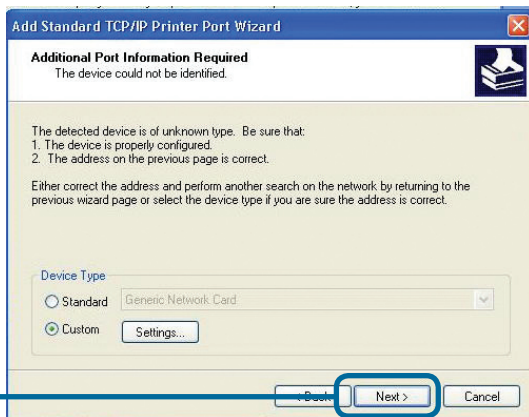 Add Standard TCP/IP Printer Port Wizard
Additional Port Information Required
The device could not be identified.
The detected device is of unknown type. Be sure that:
1. The device is properly configured.
2. The address on the previous page is correct.
Either correct the address and perform another search on the network by returning to the
previous wizard page or select the device type if you are sure the address is correct.
Device Type
Standard
Generic Network Card
Custom
Settings...
< Back
Next >
Cancel